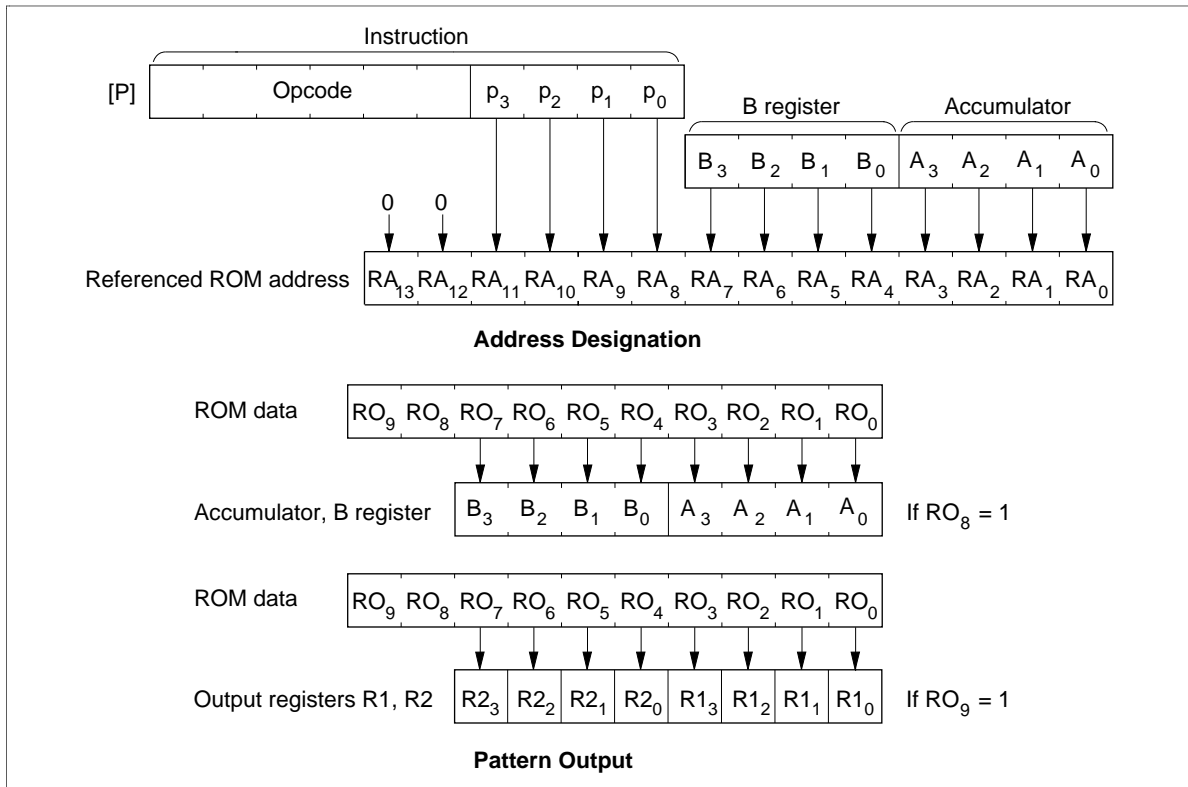 Instruction
[P] Opcode p3 p2 p1 p0
B register Accumulator
B3 B2 B1 B0 A3 A2 A1 A0
0 0
Referenced ROM address RA13 RA12 RA11 RA10 RA9 RA8 RA7 RA6 RA5 RA4 RA3 RA2 RA1 RA0
Address Designation
ROM data RO9 RO8 RO7 RO6 RO5 RO4 RO3 RO2 RO1 RO0
Accumulator, B register B3 B2 B1 B0 A3 A2 A1 A0 If RO8 = 1
ROM data RO9 RO8 RO7 RO6 RO5 RO4 RO3 RO2 RO1 RO0
Output registers R1, R2 R23 R22 R21 R20 R13 R12 R11 R10 If RO9 = 1
Pattern Output